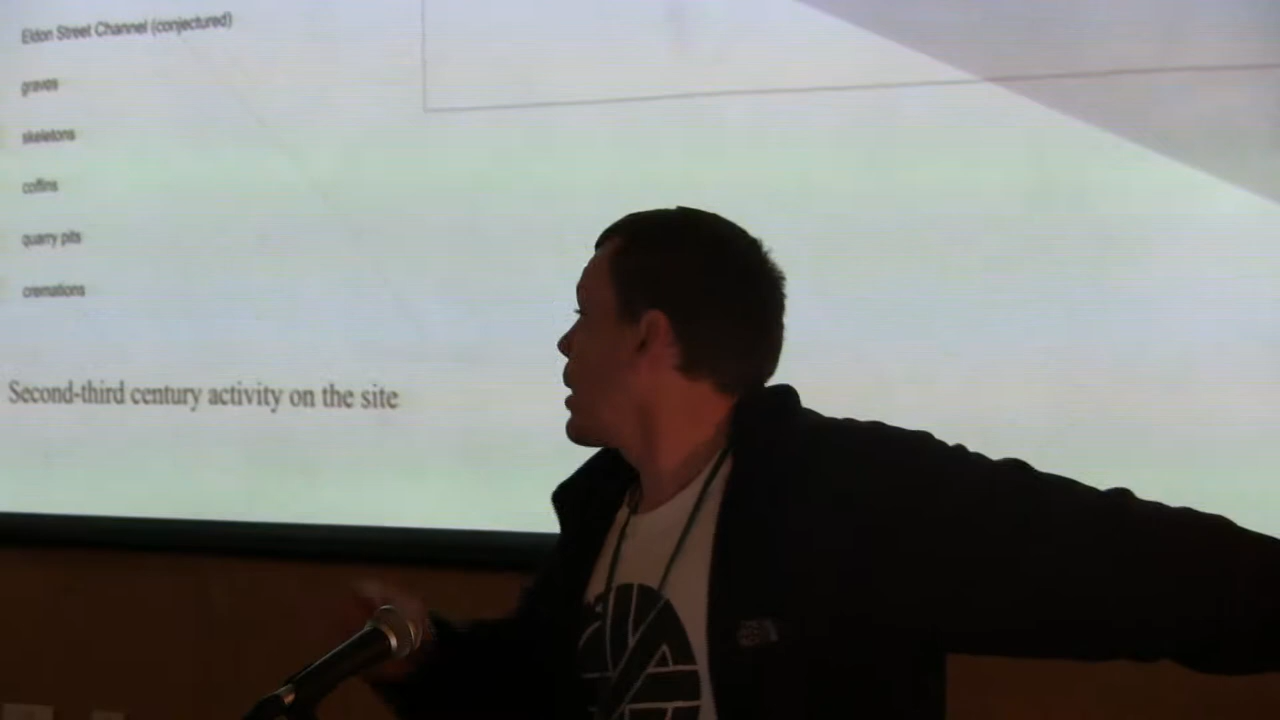 Eldon Street Channel (conjectured)
graves
skeletons
coffins
quarry pits
cremations
Second-third century activity on the site